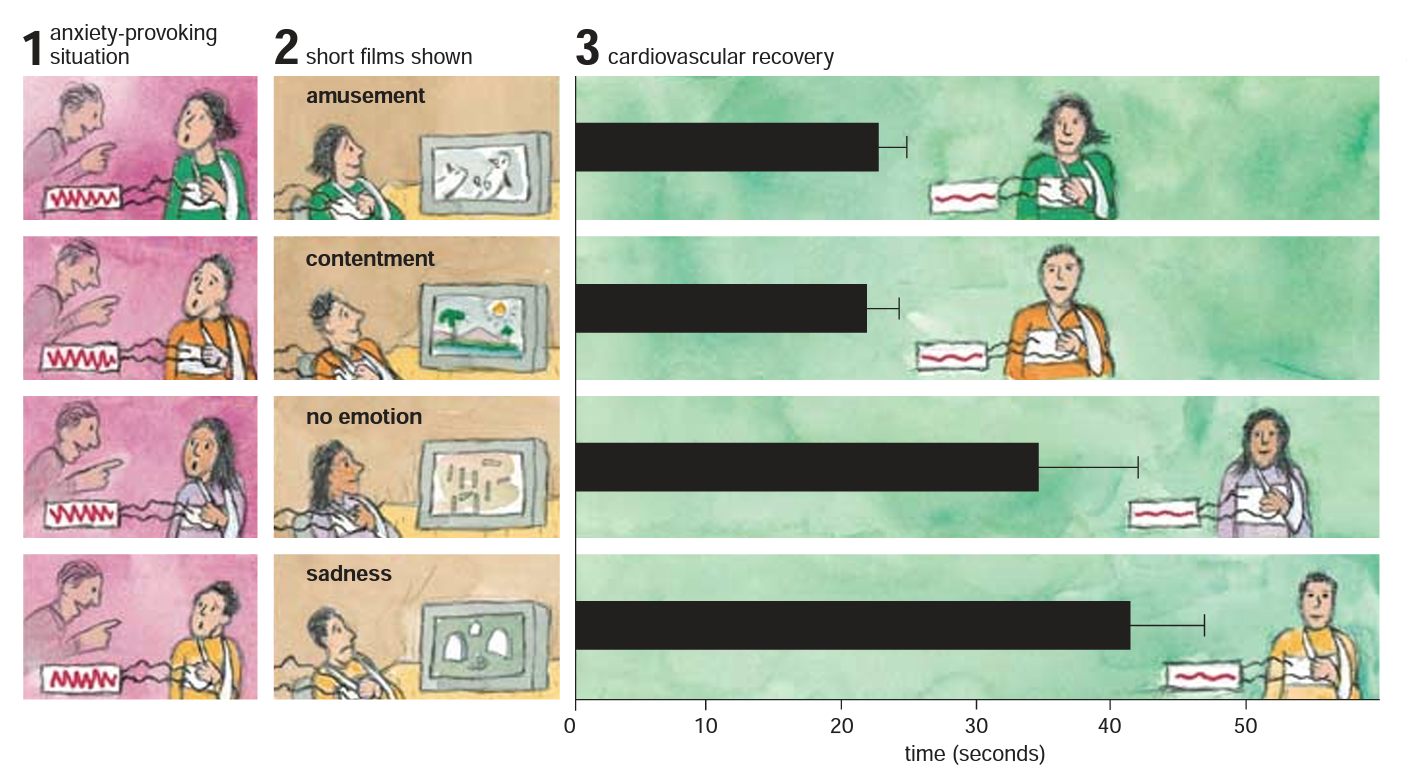 1 anxiety-provoking
situation
2 short films shown
3 cardiovascular recovery
amusement
contentment
no emotion
sadness
0 10 20 30 40 50
time (seconds)